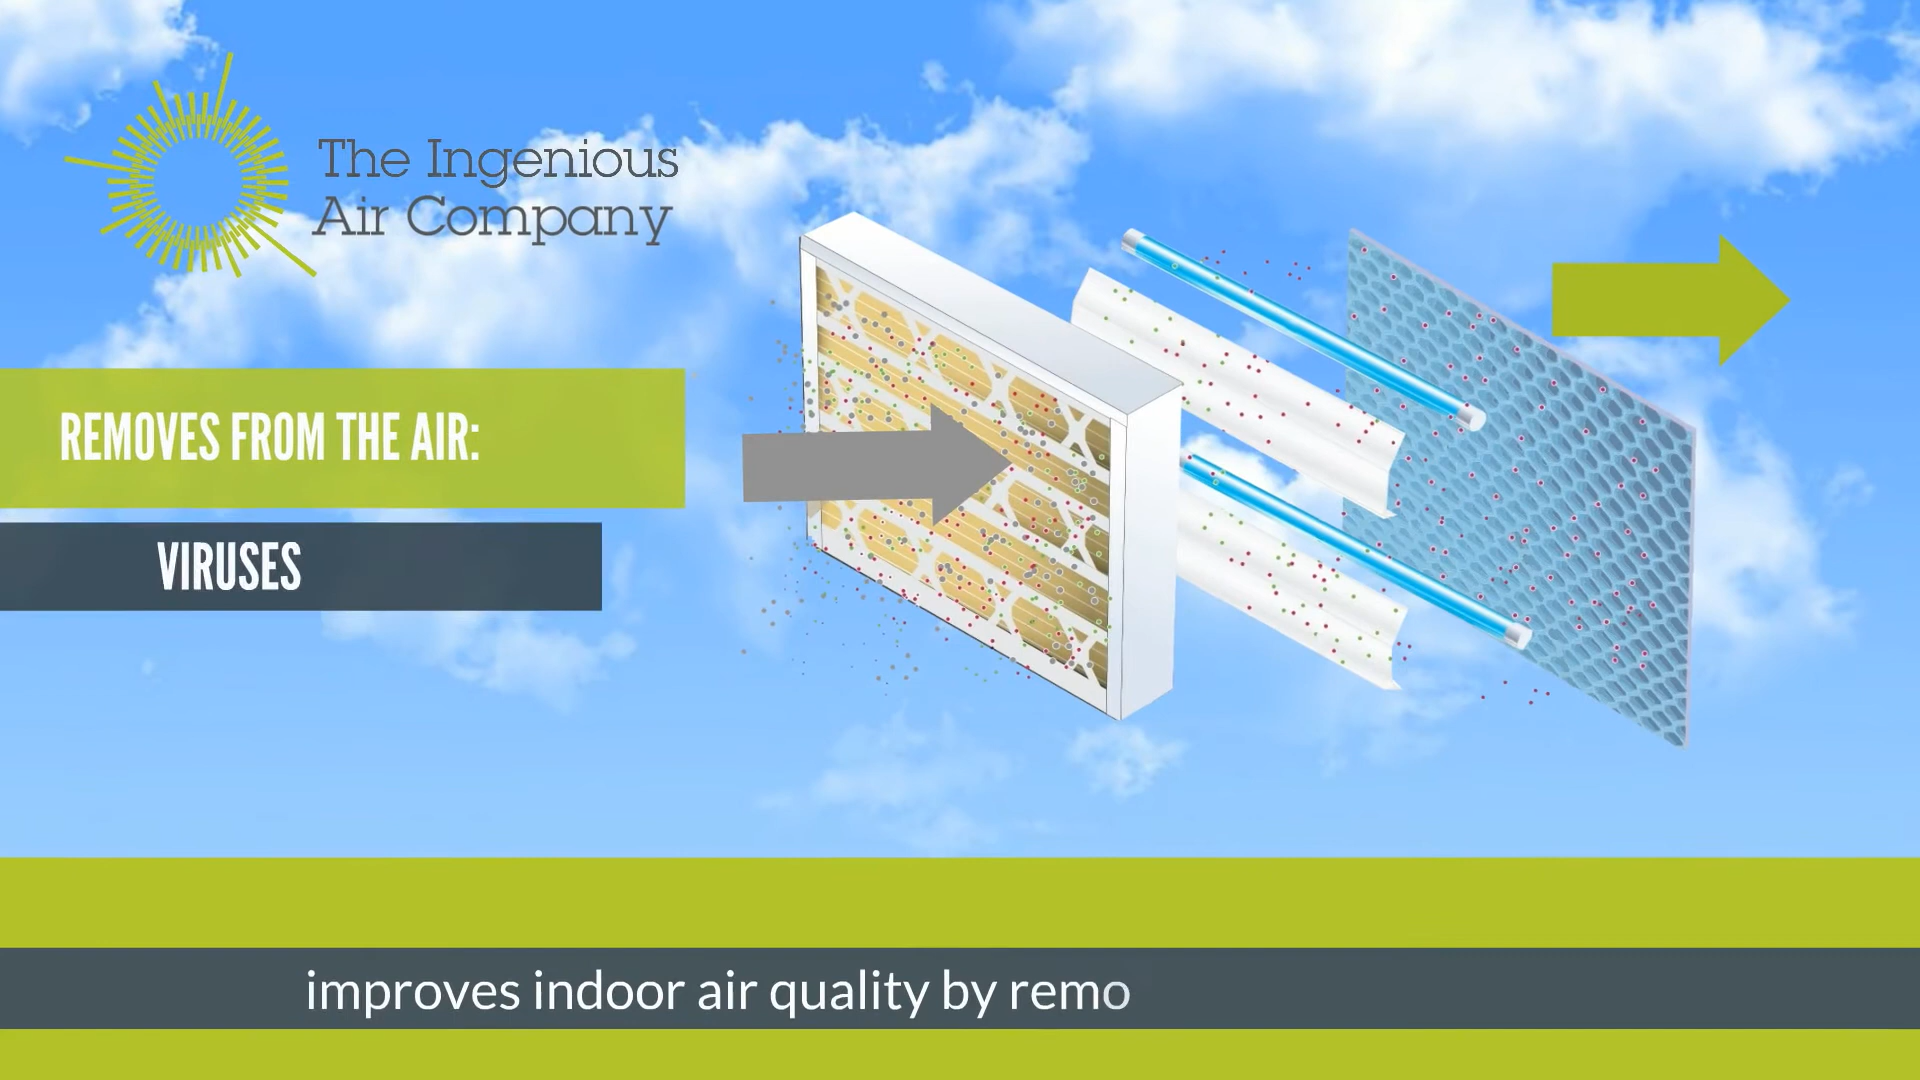 The Ingenious
Air Company
REMOVES FROM THE AIR:
VIRUSES
improves indoor air quality by remo